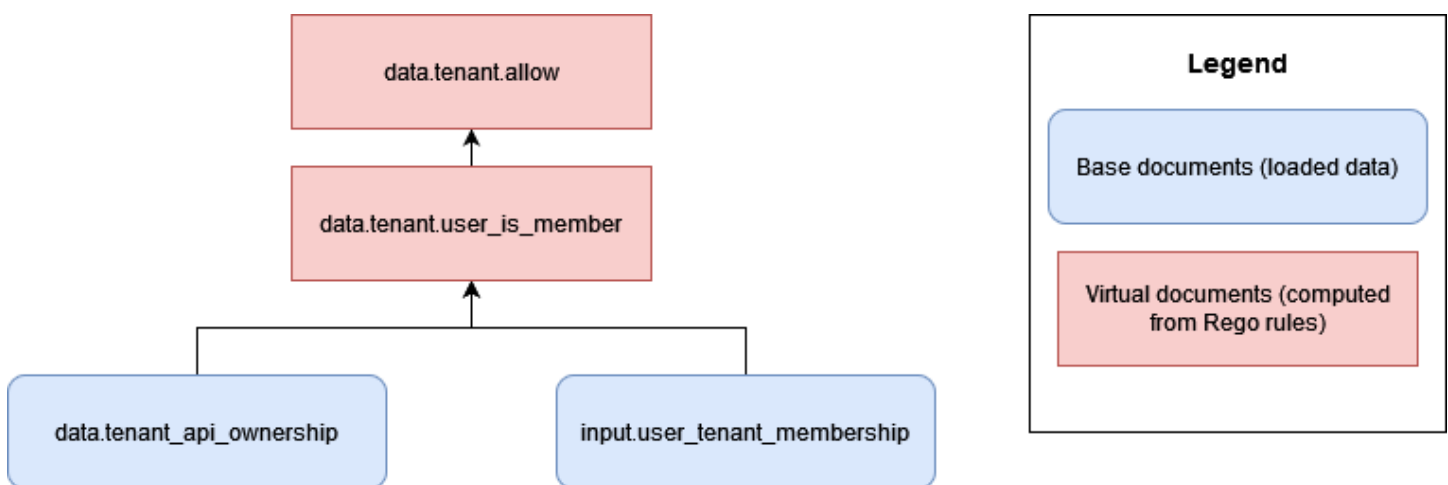 data.tenant.allow
data.tenant.user_is_member
data.tenant_api_ownership
input.user_tenant_membership
Legend
Base documents (loaded data)
Virtual documents (computed
from Rego rules)